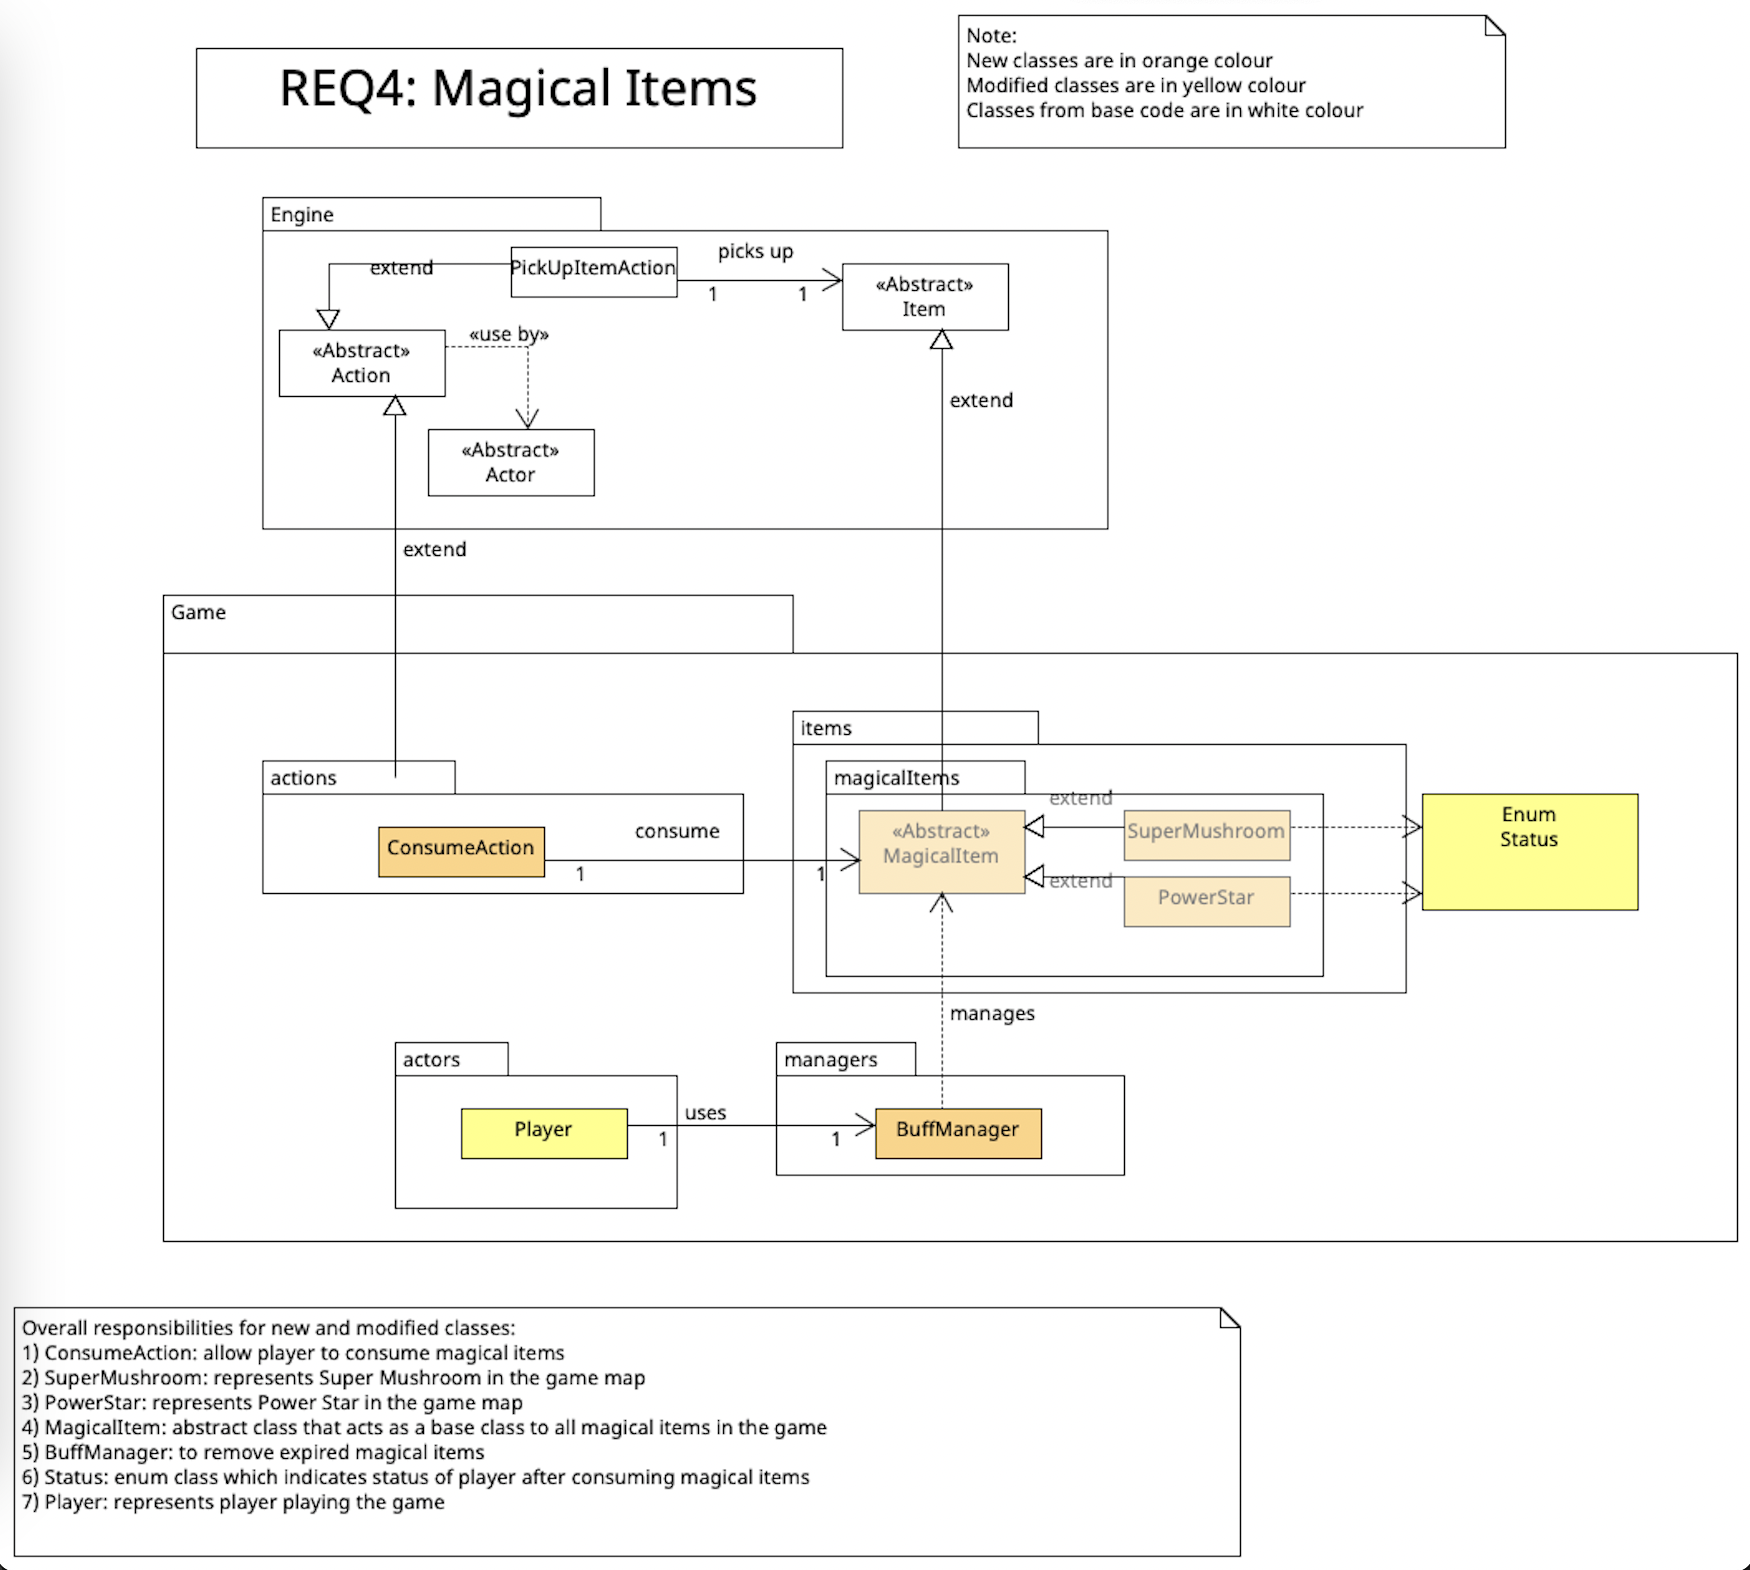 REQ4: Magical Items
Note:
New classes are in orange colour
Modified classes are in yellow colour
Classes from base code are in white colour
Engine
extend
PickUpItemAction
picks up
1
1
«Abstract»
Item
«Abstract»
Action
«use by»
«Abstract»
Actor
extend
extend
Game
actions
ConsumeAction
consume
1
1
items
magicalItems
«Abstract»
MagicalItem
extend
SuperMushroom
extend
PowerStar
Enum
Status
manages
actors
Player
uses
1
1
managers
BuffManager
Overall responsibilities for new and modified classes:
1) ConsumeAction: allow player to consume magical items
2) SuperMushroom: represents Super Mushroom in the game map
3) PowerStar: represents Power Star in the game map
4) MagicalItem: abstract class that acts as a base class to all magical items in the game
5) BuffManager: to remove expired magical items
6) Status: enum class which indicates status of player after consuming magical items
7) Player: represents player playing the game